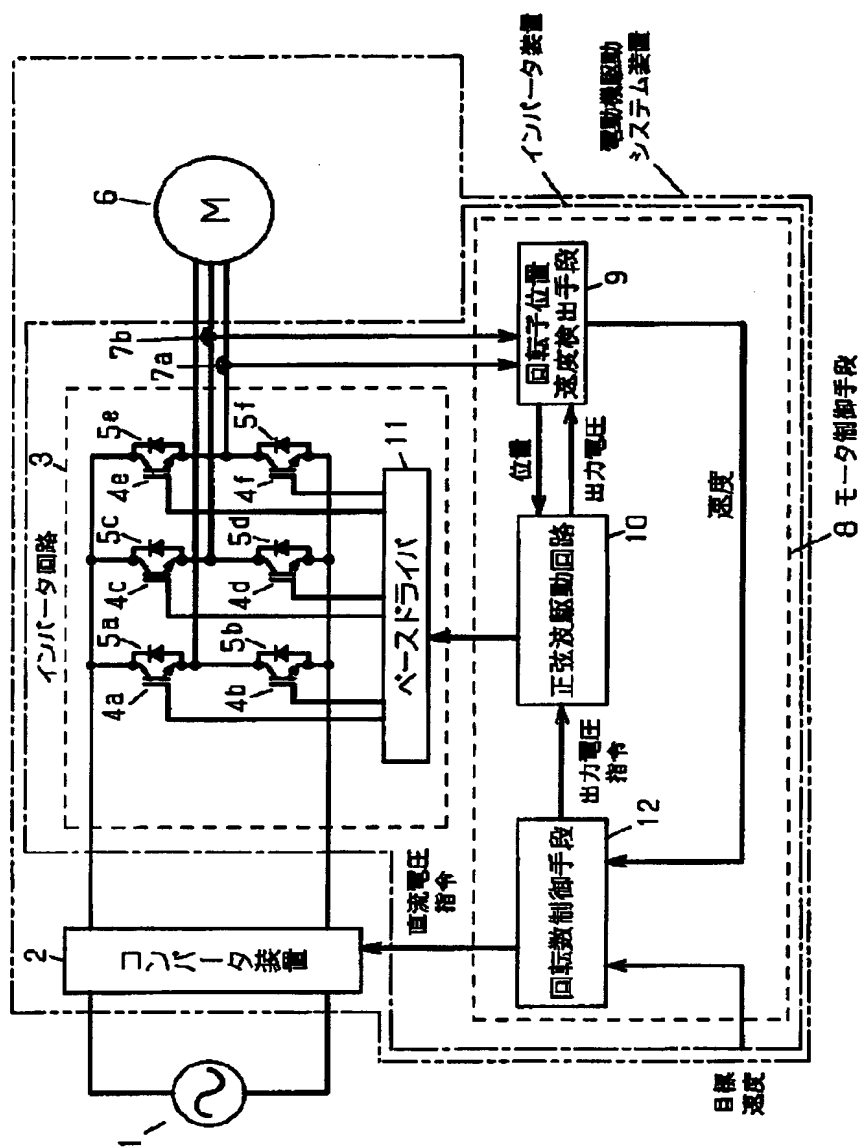 1
2
コンバータ装置
インバータ回路
3
4a
5a
4b
5b
4c
5c
4d
5d
4e
5e
4f
5f
ベースドライバ
11
7a
7b
6
M
直流電圧
指令
目標
速度
回転数制御手段
12
出力電圧
指令
正弦波駆動回路
10
位置
出力電圧
回転子位置
速度検出手段
9
速度
8 モータ制御手段
インバータ装置
電動機駆動
システム装置